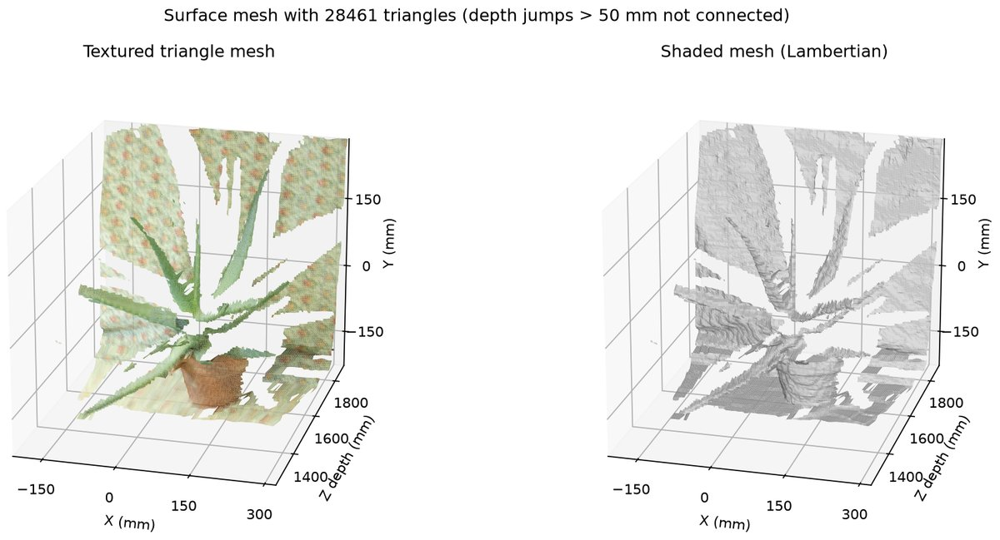 Surface mesh with 28461 triangles (depth jumps > 50 mm not connected)
Textured triangle mesh
Shaded mesh (Lambertian)
150
0
−150
Y (mm)
1800
1600
1400
Z depth (mm)
−150
0
150
300
X (mm)
150
0
−150
Y (mm)
1800
1600
1400
Z depth (mm)
−150
0
150
300
X (mm)